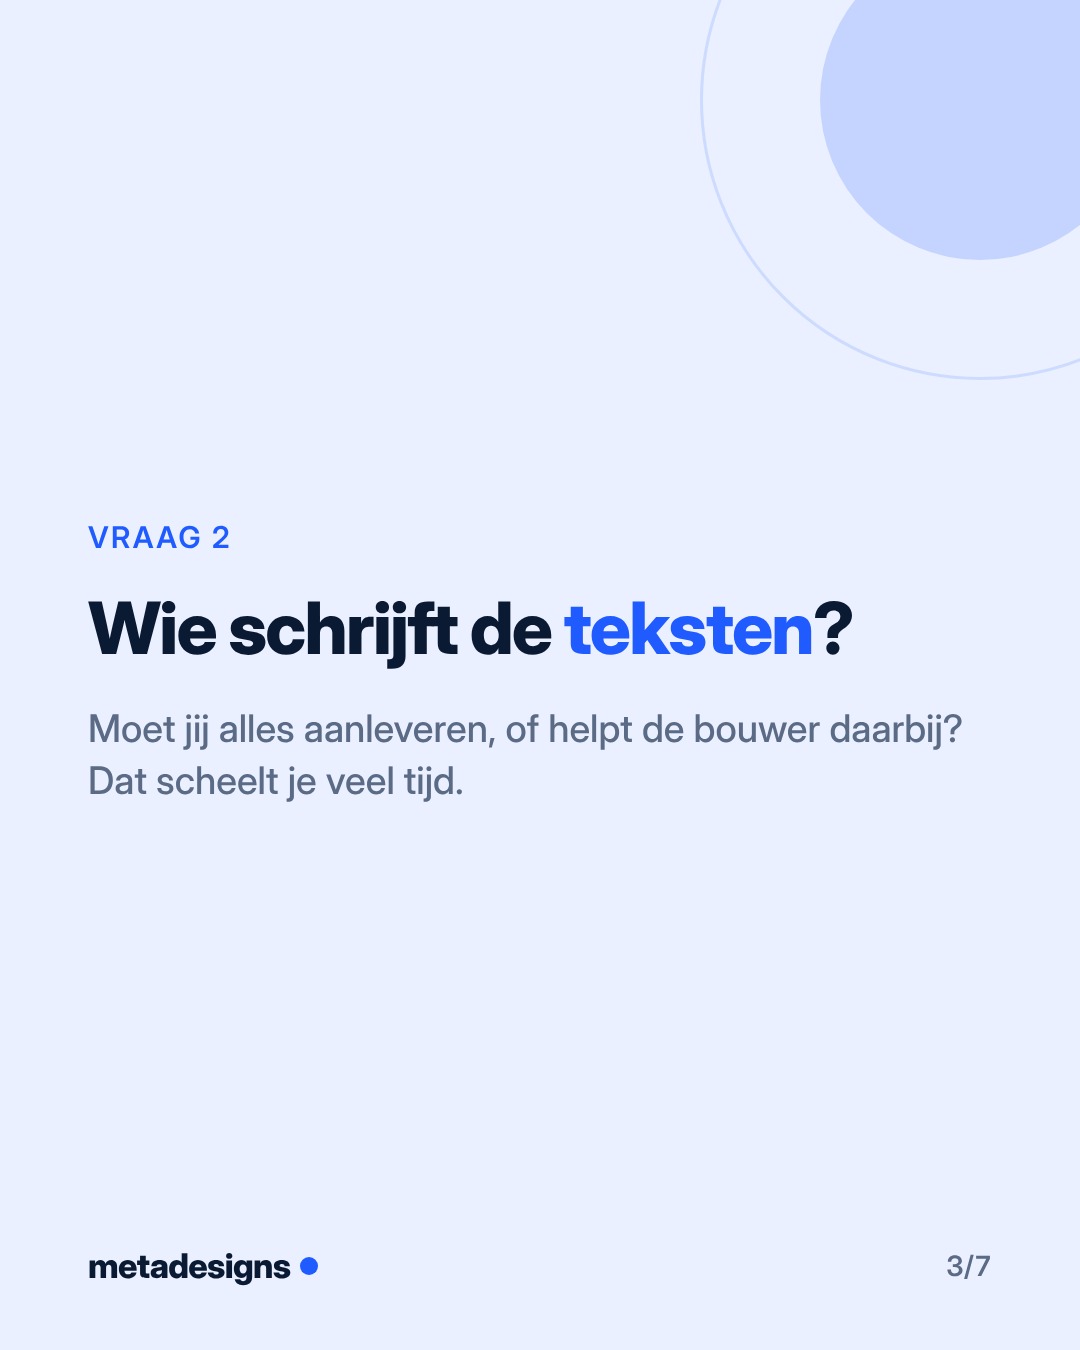 VRAAG 2
Wie schrijft de teksten?
Moet jij alles aanleveren, of helpt de bouwer daarbij?
Dat scheelt je veel tijd.
metadesigns
3/7